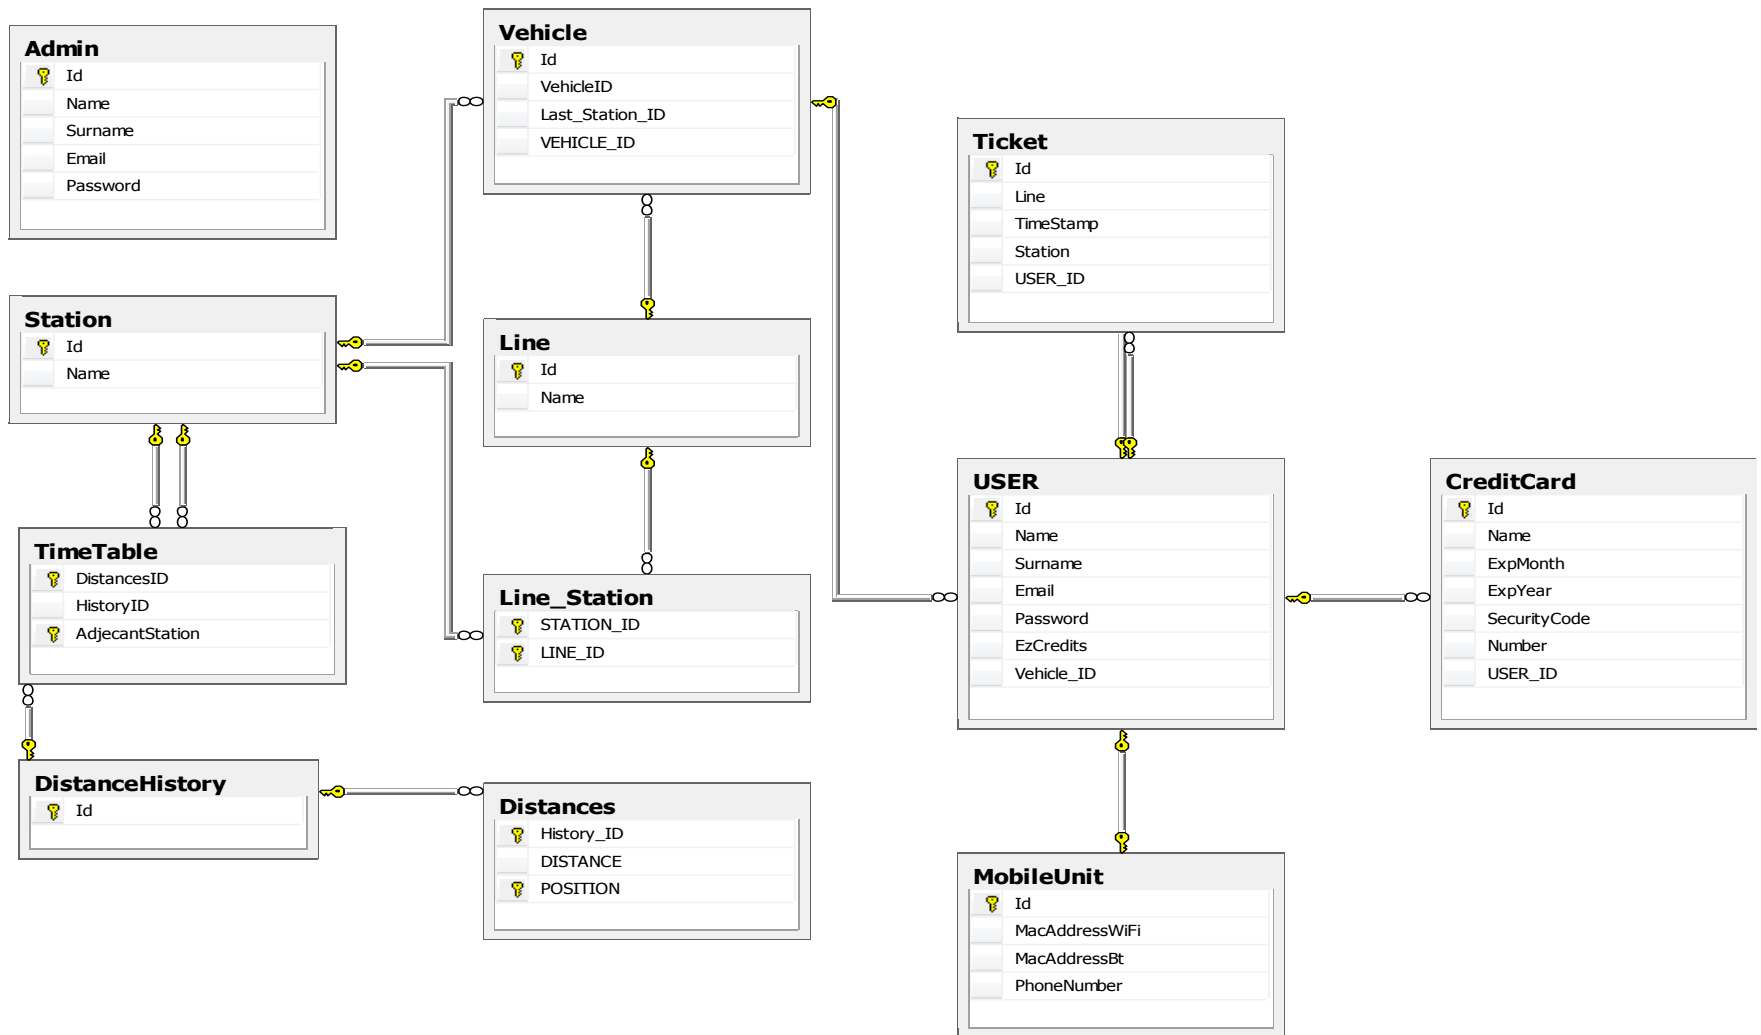 Admin
Id
Name
Surname
Email
Password
Vehicle
Id
VehicleID
Last_Station_ID
VEHICLE_ID
Ticket
Id
Line
TimeStamp
Station
USER_ID
Station
Id
Name
Line
Id
Name
USER
Id
Name
Surname
Email
Password
EzCredits
Vehicle_ID
CreditCard
Id
Name
ExpMonth
ExpYear
SecurityCode
Number
USER_ID
TimeTable
DistancesID
HistoryID
AdjecantStation
Line_Station
STATION_ID
LINE_ID
DistanceHistory
Id
Distances
History_ID
DISTANCE
POSITION
MobileUnit
Id
MacAddressWiFi
MacAddressBt
PhoneNumber